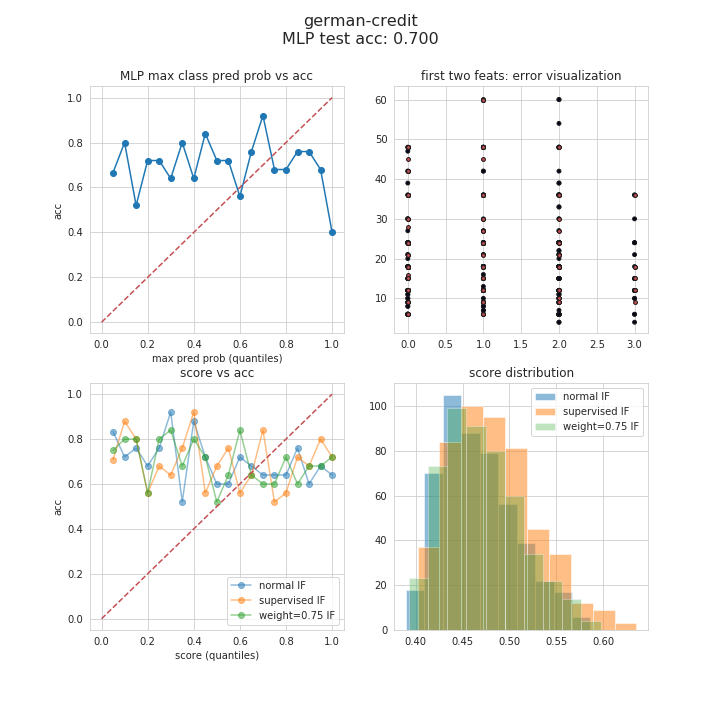 german-credit
MLP test acc: 0.700
MLP max class pred prob vs acc
1.0
0.8
0.6
0.4
0.2
0.0
acc
0.0 0.2 0.4 0.6 0.8 1.0
max pred prob (quantiles)
first two feats: error visualization
60
50
40
30
20
10
0.0 0.5 1.0 1.5 2.0 2.5 3.0
score vs acc
1.0
0.8
0.6
0.4
0.2
0.0
acc
normal IF
supervised IF
weight=0.75 IF
0.0 0.2 0.4 0.6 0.8 1.0
score (quantiles)
score distribution
normal IF
supervised IF
weight=0.75 IF
100
80
60
40
20
0
0.40 0.45 0.50 0.55 0.60